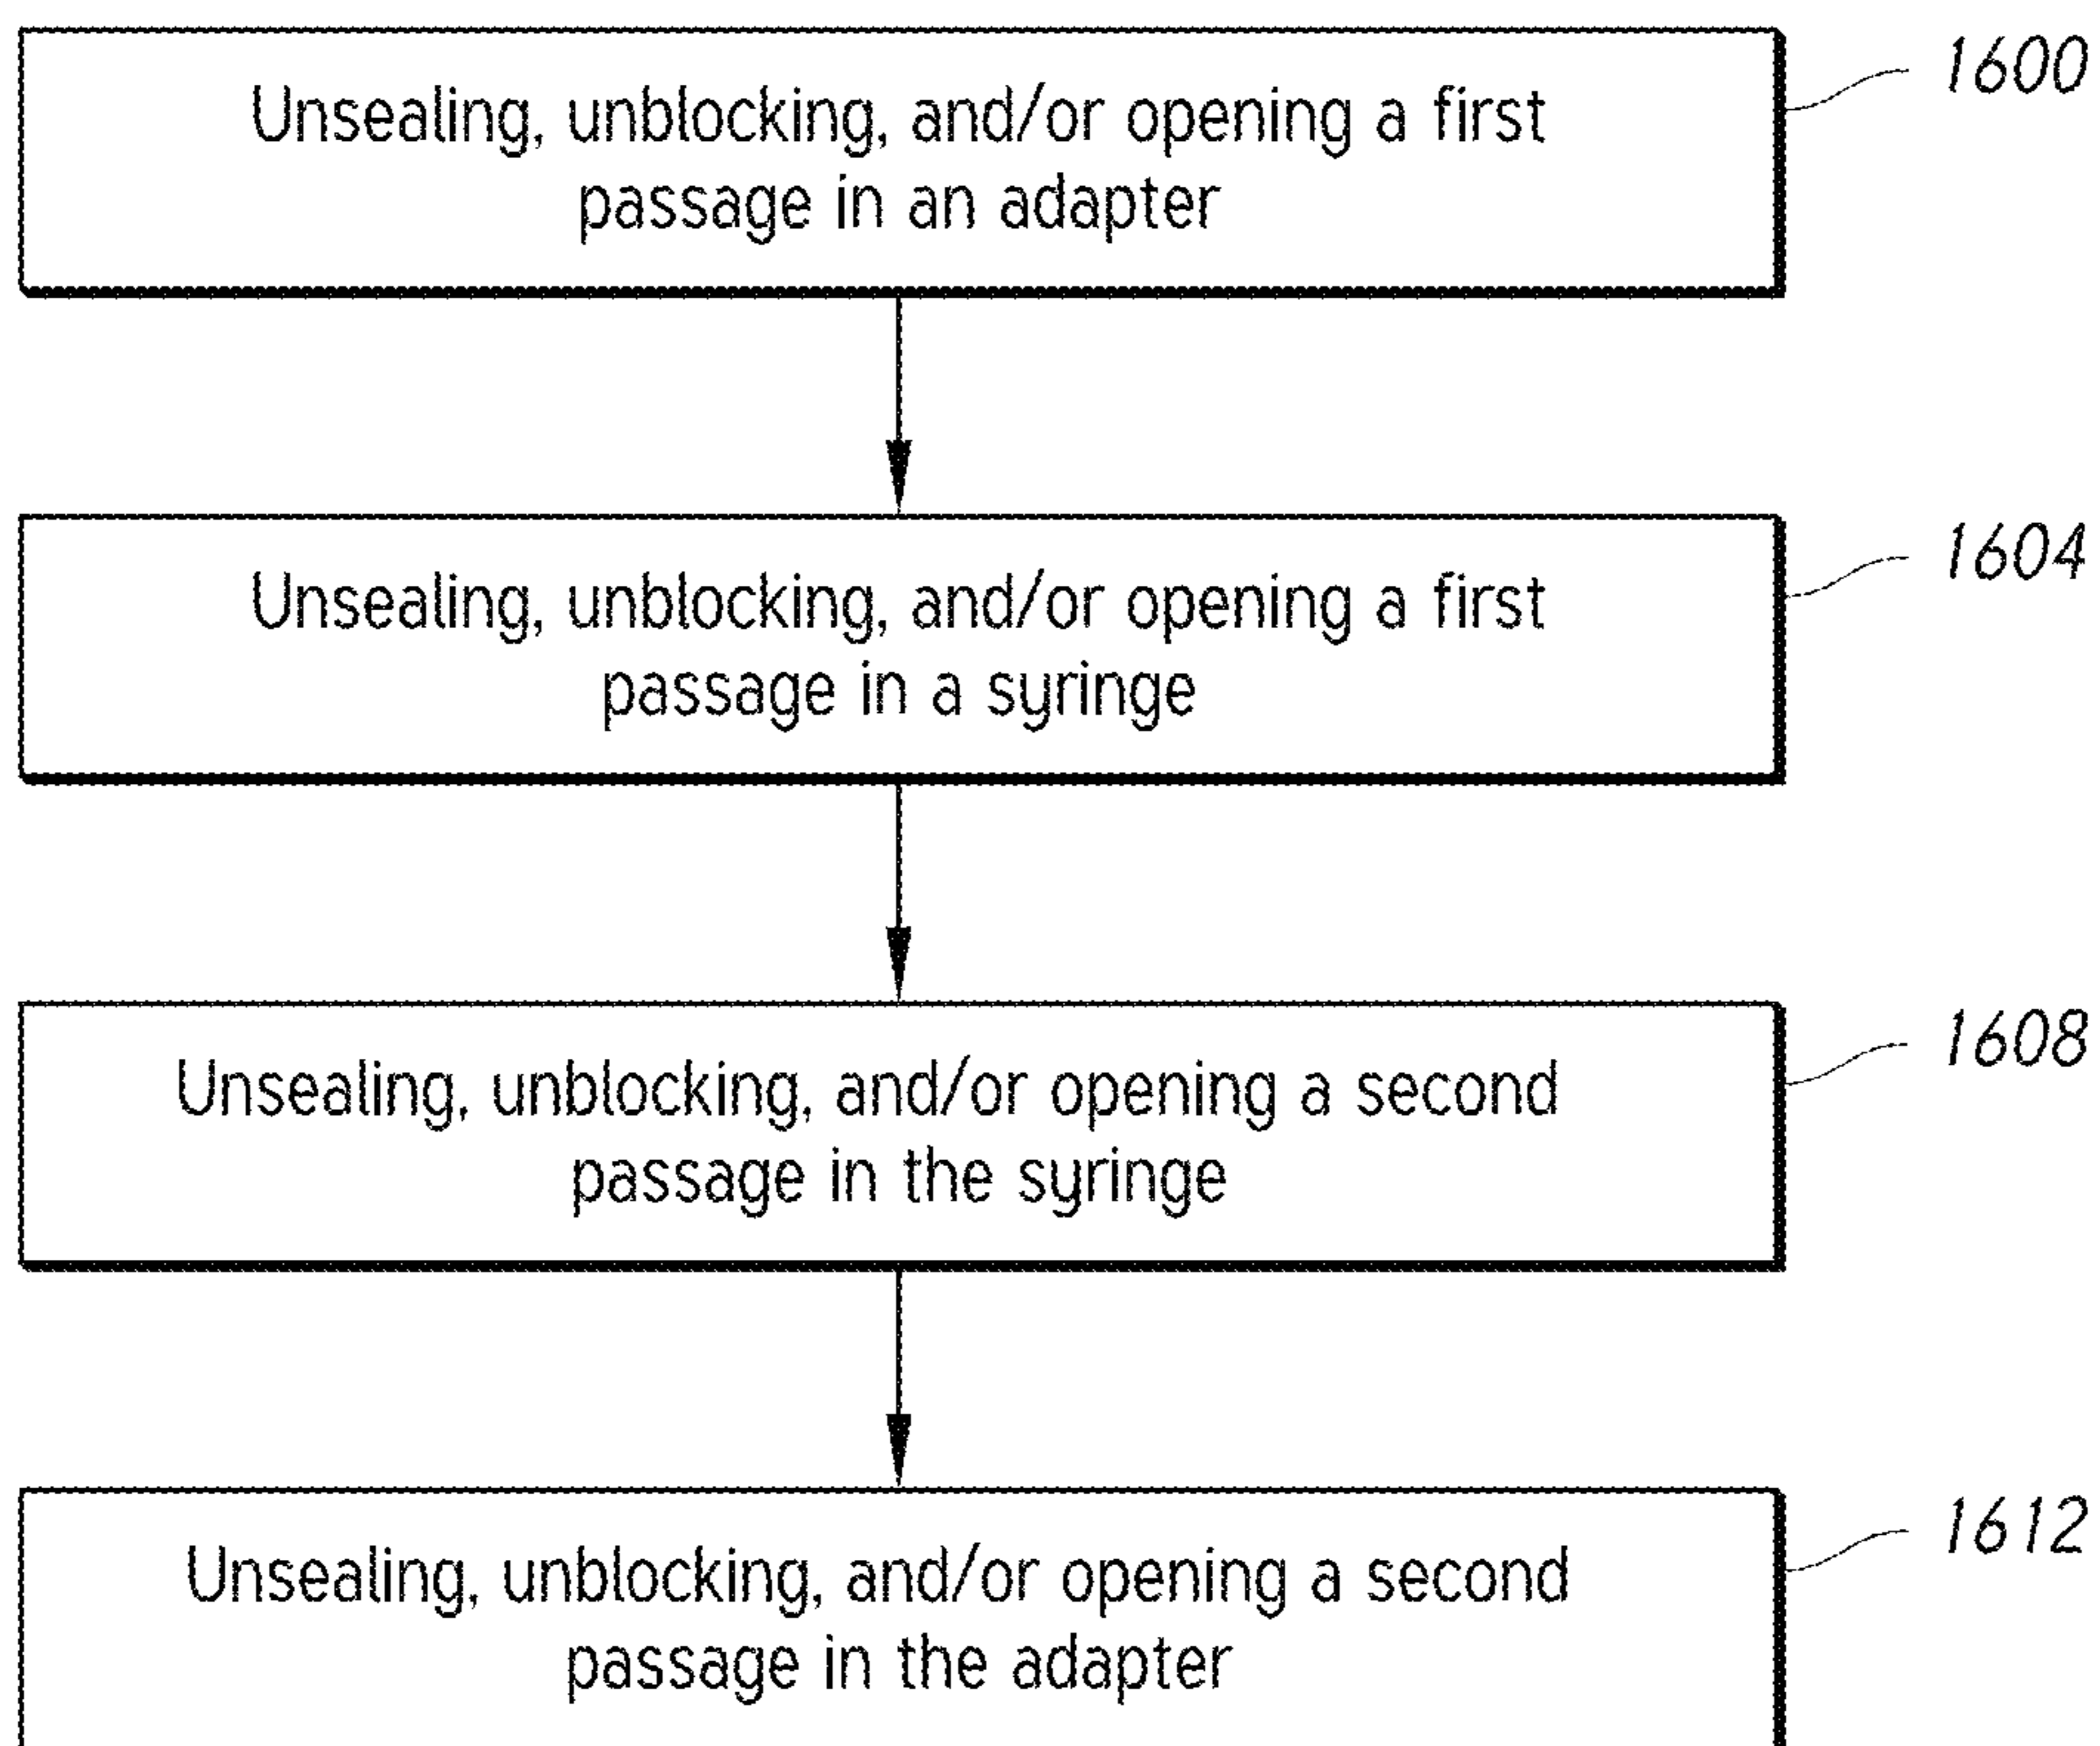 Unsealing, unblocking, and/or opening a first
passage in an adapter
1600
Unsealing, unblocking, and/or opening a first
passage in a syringe
1604
Unsealing, unblocking, and/or opening a second
passage in the syringe
1608
Unsealing, unblocking, and/or opening a second
passage in the adapter
1612